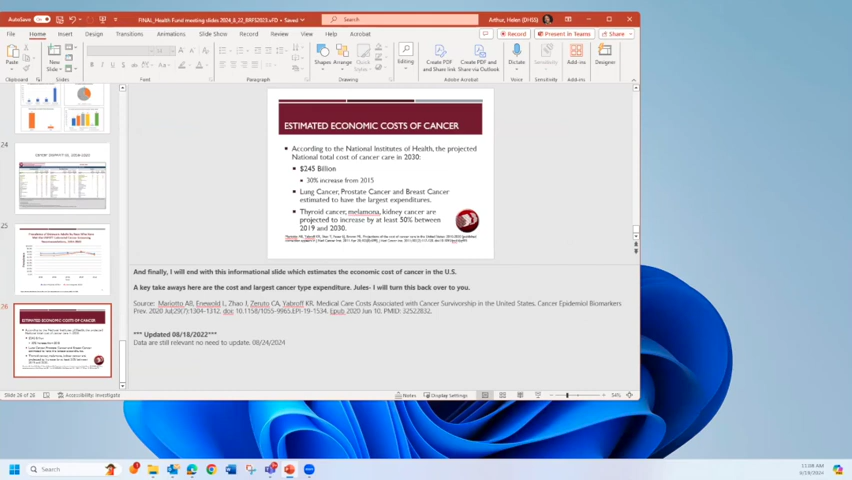 AutoSave
Saved
Search
Arthur, Helen (DHSS)
File
Home
Insert
Draw
Design
Transitions
Animations
Slide Show
Record
Review
View
Help
Acrobat
Record
Present in Teams
Share
Paste
New
Slide
Shapes
Arrange
Quick
Styles
Editing
Create PDF
and Share link
Create PDF and
Share via Outlook
Dictate
Sensitivity
Add-ins
Designer
Clipboard
Slides
Font
Paragraph
Drawing
Adobe Acrobat
Voice
Sensitivity
Add-ins
24
25
26
ESTIMATED ECONOMIC COSTS OF CANCER
According to the National Institutes of Health, the projected
National total cost of cancer care in 2030:
$245 Billion
30% increase from 2015
Lung Cancer, Prostate Cancer and Breast Cancer
estimated to have the largest expenditures.
Thyroid cancer, melamona, kidney cancer are
projected to increase by at least 50% between
2019 and 2030.
And finally, I will end with this informational slide which estimates the economic cost of cancer in the U.S.
A key take aways here are the cost and largest cancer type expenditure. Jules- I will turn this back over to you.
Source: Mariotto AB, Enewold L, Zhao J, Zeruto CA, Yabroff KR. Medical Care Costs Associated with Cancer Survivorship in the United States. Cancer Epidemiol Biomarkers
Prev. 2020 Jul;29(7):1304-1312. doi: 10.1158/1055-9965.EPI-19-1534. Epub 2020 Jun 10. PMID: 32522832.
*** Updated 08/18/2022***
Data are still relevant no need to update. 08/24/2024
ESTIMATED ECONOMIC COSTS OF CANCER
Slide 26 of 26
Accessibility: Investigate
Notes
Display Settings
54%
Search
11:08 AM